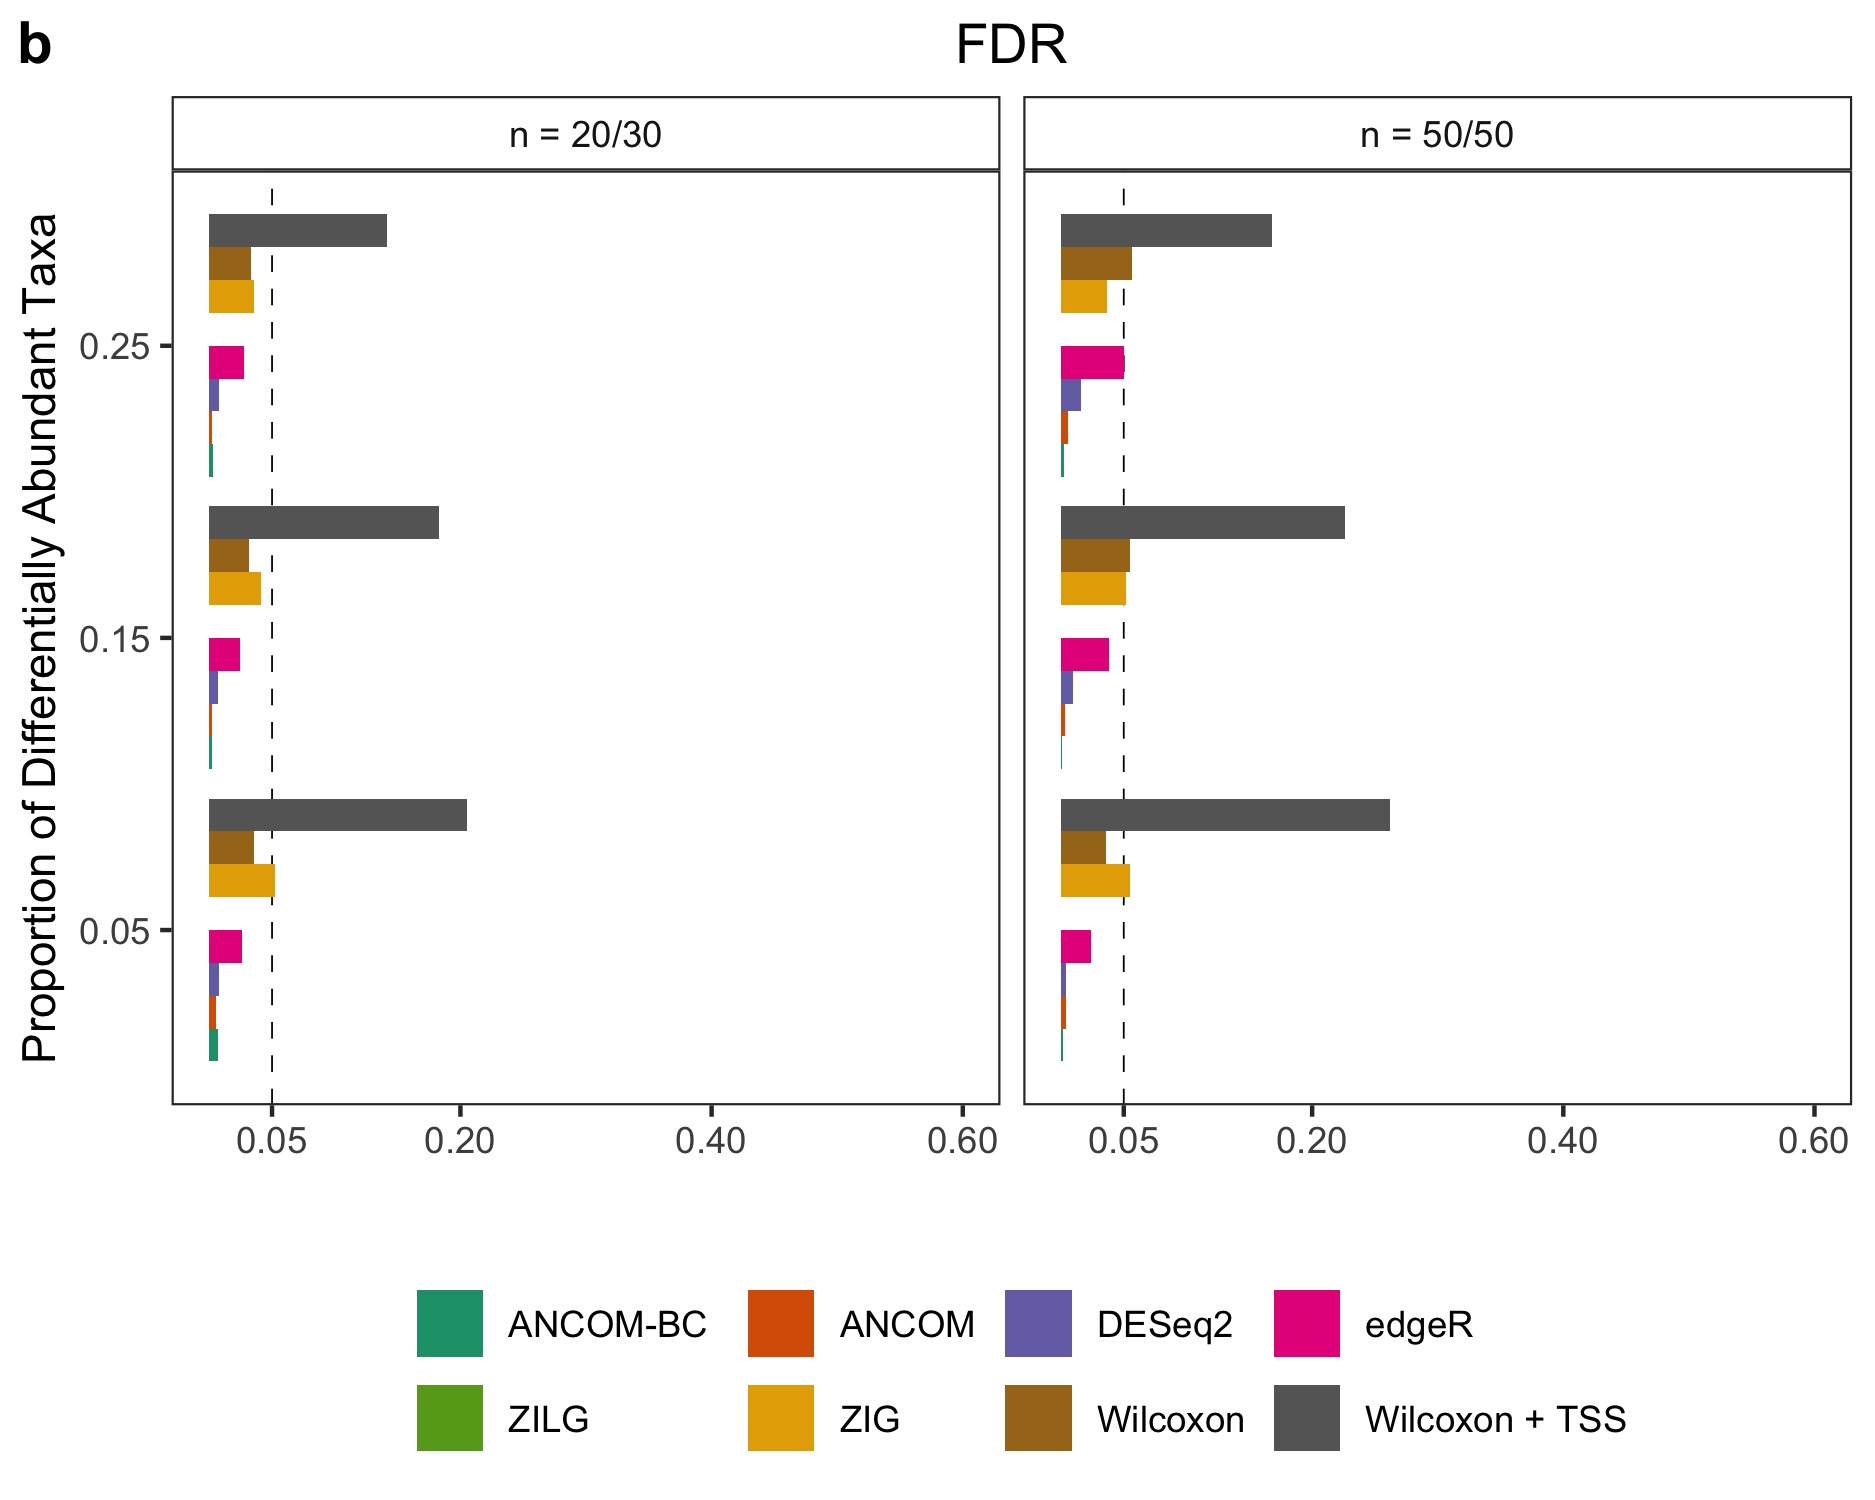 b
FDR
n = 20/30
n = 50/50
Proportion of Differentially Abundant Taxa
0.25
0.15
0.05
0.05 0.20 0.40 0.60
0.05 0.20 0.40 0.60
ANCOM-BC ANCOM DESeq2 edgeR
ZILG ZIG Wilcoxon Wilcoxon + TSS